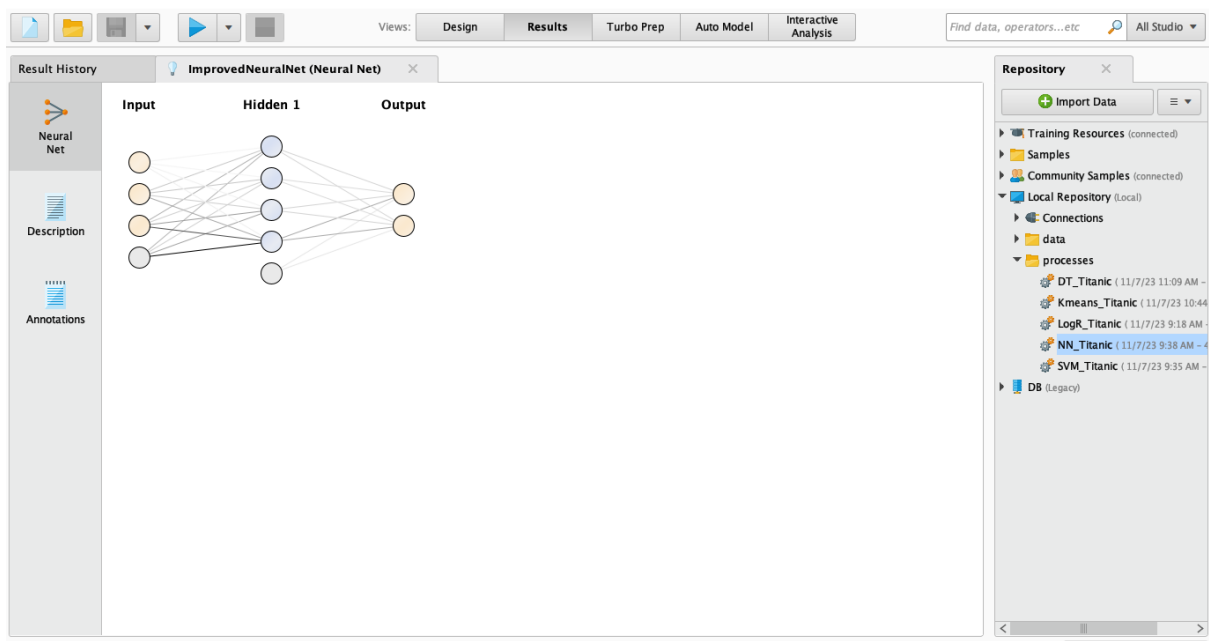 Views:
Design
Results
Turbo Prep
Auto Model
Interactive
Analysis
Find data, operators...etc
All Studio
Result History
ImprovedNeuralNet (Neural Net)
Repository
Input
Hidden 1
Output
Import Data
Neural
Net
Description
Annotations
Training Resources (connected)
Samples
Community Samples (connected)
Local Repository (Local)
Connections
data
processes
DT_Titanic (11/7/23 11:09 AM –
Kmeans_Titanic (11/7/23 10:44
LogR_Titanic (11/7/23 9:18 AM
NN_Titanic (11/7/23 9:38 AM – 4
SVM_Titanic (11/7/23 9:35 AM –
DB (Legacy)